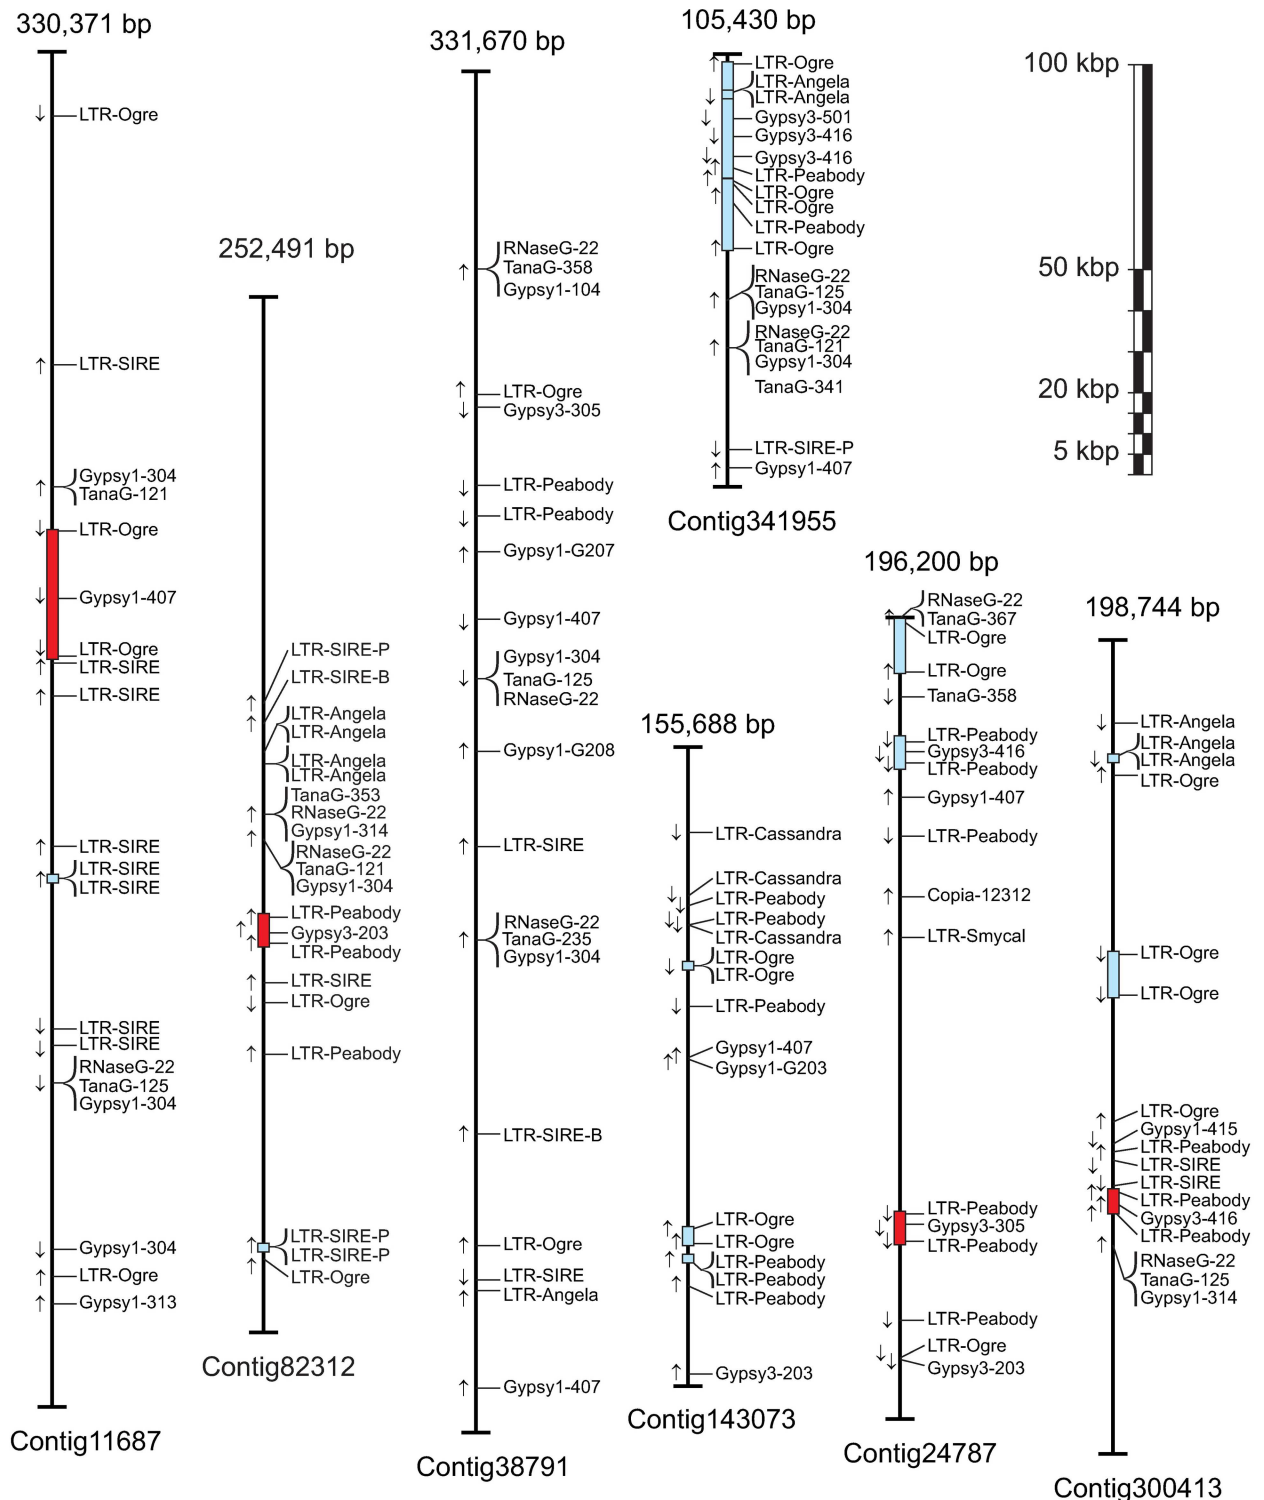 330,371 bp
LTR-Ogre
LTR-SIRE
Gypsy1-304
TanaG-121
LTR-Ogre
Gypsy1-407
LTR-Ogre
LTR-SIRE
LTR-SIRE
LTR-SIRE
LTR-SIRE
LTR-SIRE
LTR-SIRE
LTR-SIRE
RNaseG-22
TanaG-125
Gypsy1-304
Gypsy1-304
LTR-Ogre
Gypsy1-313
Contig11687
252,491 bp
LTR-SIRE-P
LTR-SIRE-B
LTR-Angela
LTR-Angela
LTR-Angela
LTR-Angela
TanaG-353
RNaseG-22
Gypsy1-314
RNaseG-22
TanaG-121
Gypsy1-304
LTR-Peabody
Gypsy3-203
LTR-Peabody
LTR-SIRE
LTR-Ogre
LTR-Peabody
LTR-SIRE-P
LTR-SIRE-P
LTR-Ogre
Contig82312
331,670 bp
RNaseG-22
TanaG-358
Gypsy1-104
LTR-Ogre
Gypsy3-305
LTR-Peabody
LTR-Peabody
Gypsy1-G207
Gypsy1-407
Gypsy1-304
TanaG-125
RNaseG-22
Gypsy1-G208
LTR-SIRE
RNaseG-22
TanaG-235
Gypsy1-304
LTR-SIRE-B
LTR-Ogre
LTR-SIRE
LTR-Angela
Gypsy1-407
Contig38791
105,430 bp
LTR-Ogre
LTR-Angela
LTR-Angela
Gypsy3-501
Gypsy3-416
Gypsy3-416
LTR-Peabody
LTR-Ogre
LTR-Ogre
LTR-Peabody
LTR-Ogre
RNaseG-22
TanaG-125
Gypsy1-304
RNaseG-22
TanaG-121
Gypsy1-304
TanaG-341
LTR-SIRE-P
Gypsy1-407
Contig341955
100 kbp
50 kbp
20 kbp
5 kbp
155,688 bp
LTR-Cassandra
LTR-Cassandra
LTR-Peabody
LTR-Peabody
LTR-Cassandra
LTR-Ogre
LTR-Ogre
LTR-Peabody
Gypsy1-407
Gypsy1-G203
LTR-Ogre
LTR-Ogre
LTR-Peabody
LTR-Peabody
LTR-Peabody
Gypsy3-203
Contig143073
196,200 bp
RNaseG-22
TanaG-367
LTR-Ogre
LTR-Ogre
TanaG-358
LTR-Peabody
Gypsy3-416
LTR-Peabody
Gypsy1-407
LTR-Peabody
Copia-12312
LTR-Smycal
LTR-Peabody
Gypsy3-305
LTR-Peabody
LTR-Peabody
LTR-Ogre
Gypsy3-203
Contig24787
198,744 bp
LTR-Angela
LTR-Angela
LTR-Angela
LTR-Ogre
LTR-Ogre
LTR-Ogre
LTR-Ogre
Gypsy1-415
LTR-Peabody
LTR-SIRE
LTR-SIRE
LTR-Peabody
Gypsy3-416
LTR-Peabody
RNaseG-22
TanaG-125
Gypsy1-314
Contig300413